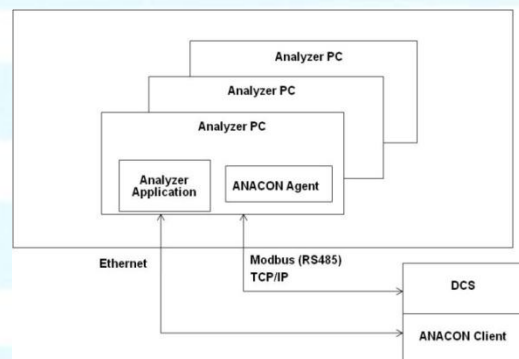 Analyzer PC
Analyzer PC
Analyzer PC
Analyzer
Application
ANACON Agent
Ethernet
Modbus (RS485)
TCP/IP
DCS
ANACON Client